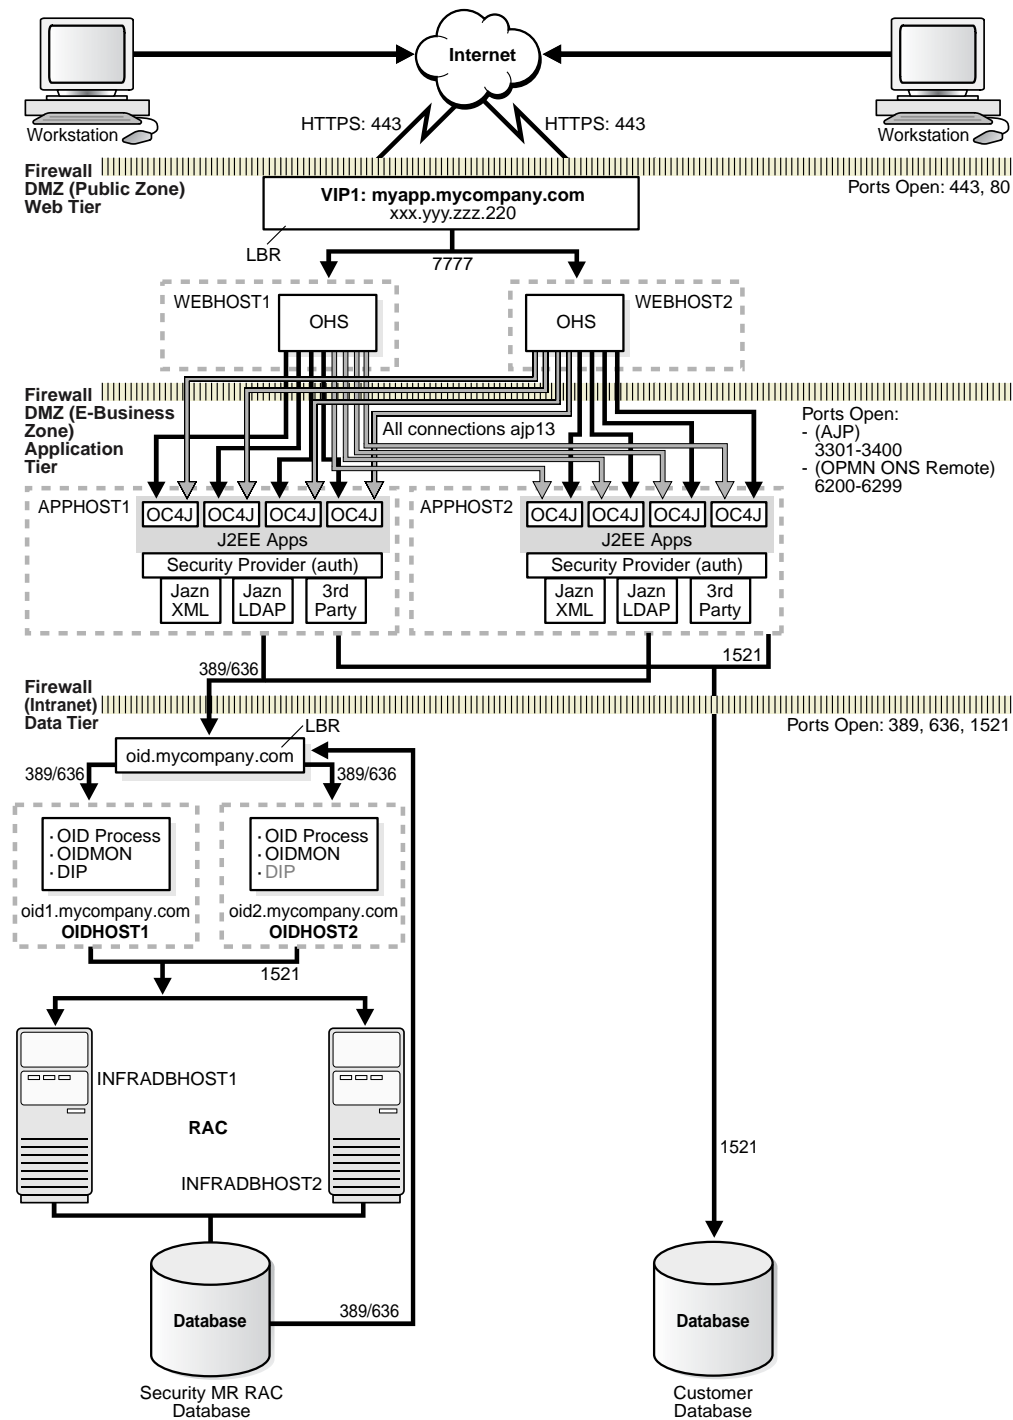 Internet
Workstation
Workstation
HTTPS: 443
HTTPS: 443
Firewall
DMZ (Public Zone)
Web Tier
Ports Open: 443, 80
VIP1: myapp.mycompany.com
xxx.yyy.zzz.220
LBR
7777
WEBHOST1
OHS
OHS
WEBHOST2
Firewall
DMZ (E-Business
Zone)
Application
Tier
All connections ajp13
Ports Open:
- (AJP)
3301-3400
- (OPMN ONS Remote)
6200-6299
APPHOST1
OC4J OC4J OC4J OC4J
J2EE Apps
Security Provider (auth)
Jazn
XML
Jazn
LDAP
3rd
Party
APPHOST2
OC4J OC4J OC4J OC4J
J2EE Apps
Security Provider (auth)
Jazn
XML
Jazn
LDAP
3rd
Party
389/636
1521
Firewall
(Intranet)
Data Tier
Ports Open: 389, 636, 1521
LBR
oid.mycompany.com
389/636
389/636
· OID Process
· OIDMON
· DIP
oid1.mycompany.com
OIDHOST1
· OID Process
· OIDMON
· DIP
oid2.mycompany.com
OIDHOST2
1521
INFRADBHOST1
RAC
INFRADBHOST2
1521
Database
389/636
Security MR RAC
Database
Database
Customer
Database